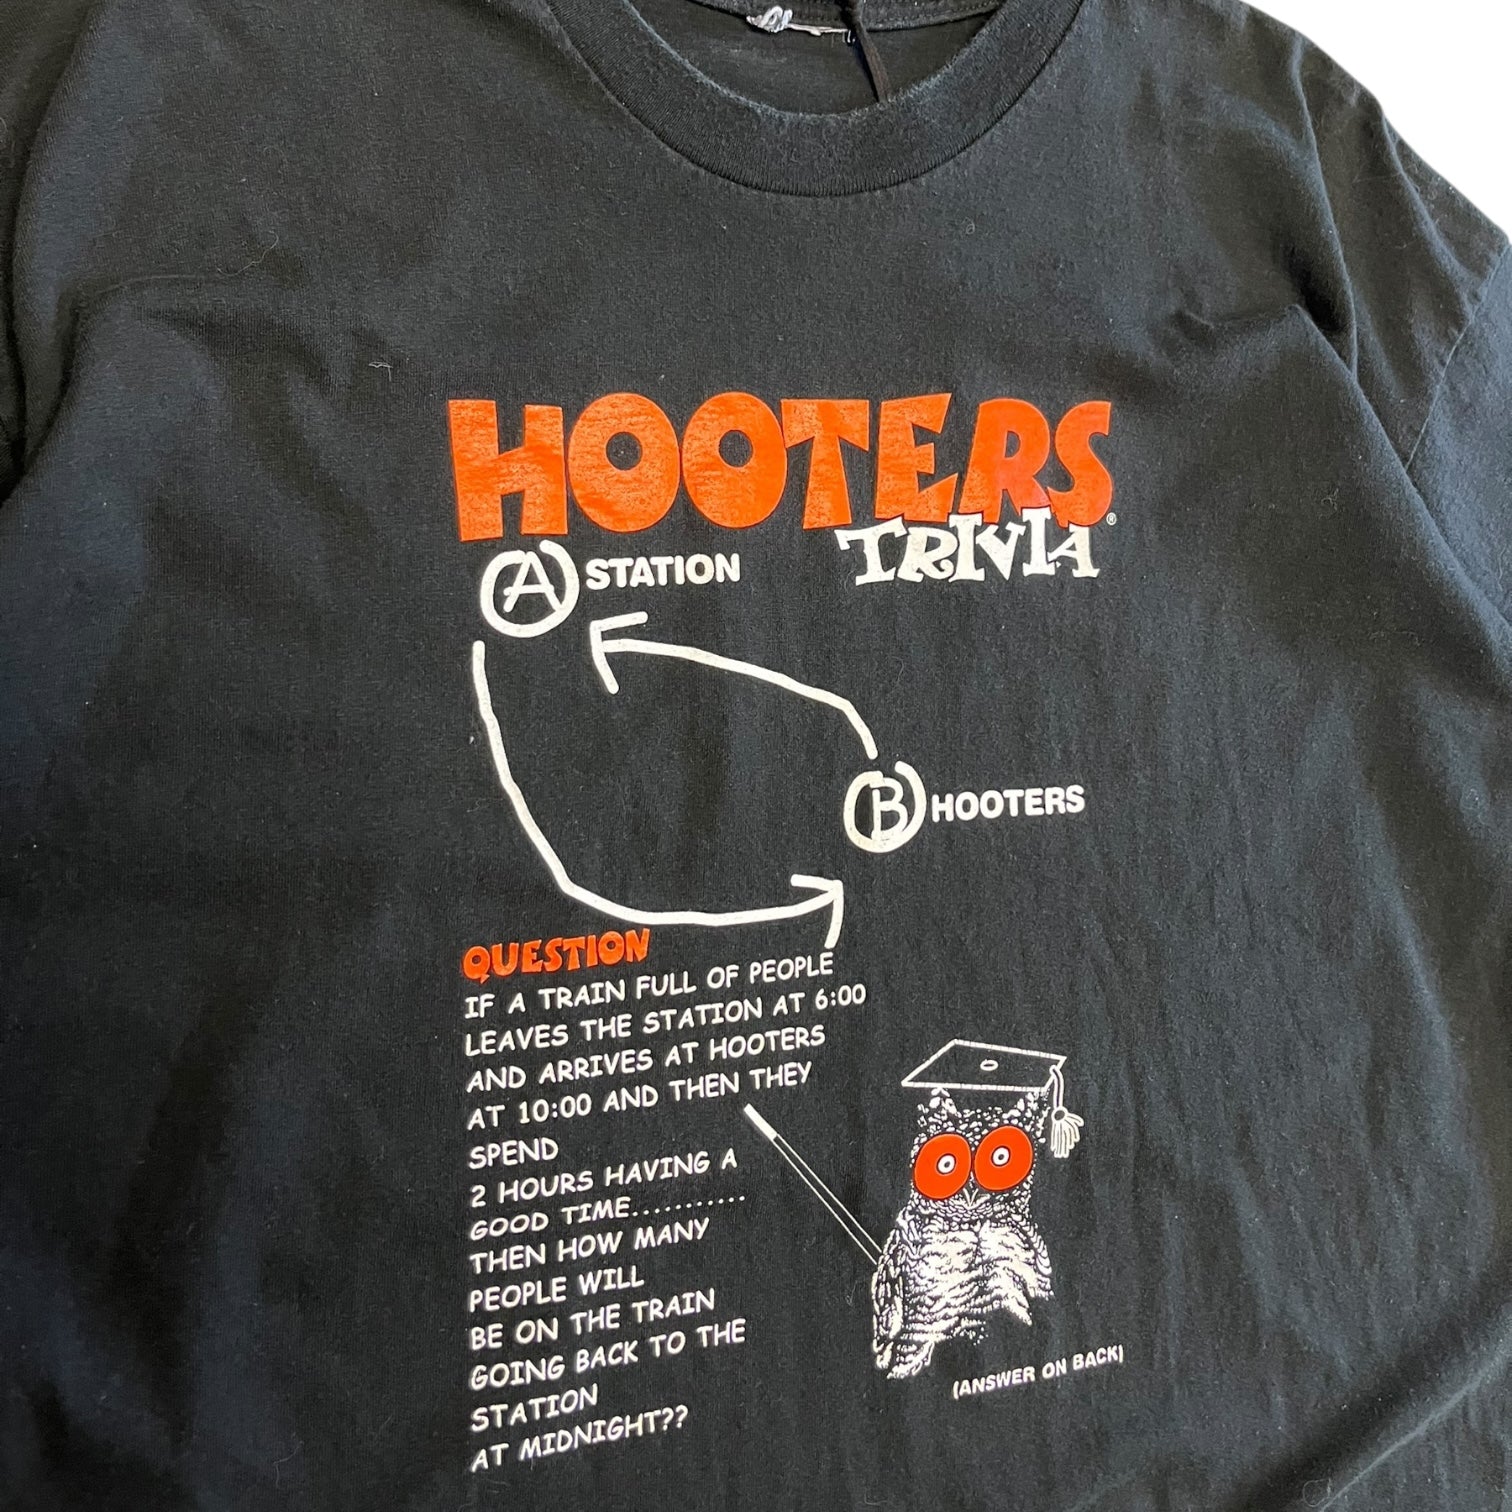 HOOTERS®
TRIVIA
A STATION
B HOOTERS
QUESTION
IF A TRAIN FULL OF PEOPLE
LEAVES THE STATION AT 6:00
AND ARRIVES AT HOOTERS
AT 10:00 AND THEN THEY
SPEND
2 HOURS HAVING A
GOOD TIME..........
THEN HOW MANY
PEOPLE WILL
BE ON THE TRAIN
GOING BACK TO THE
STATION
AT MIDNIGHT??
(ANSWER ON BACK)